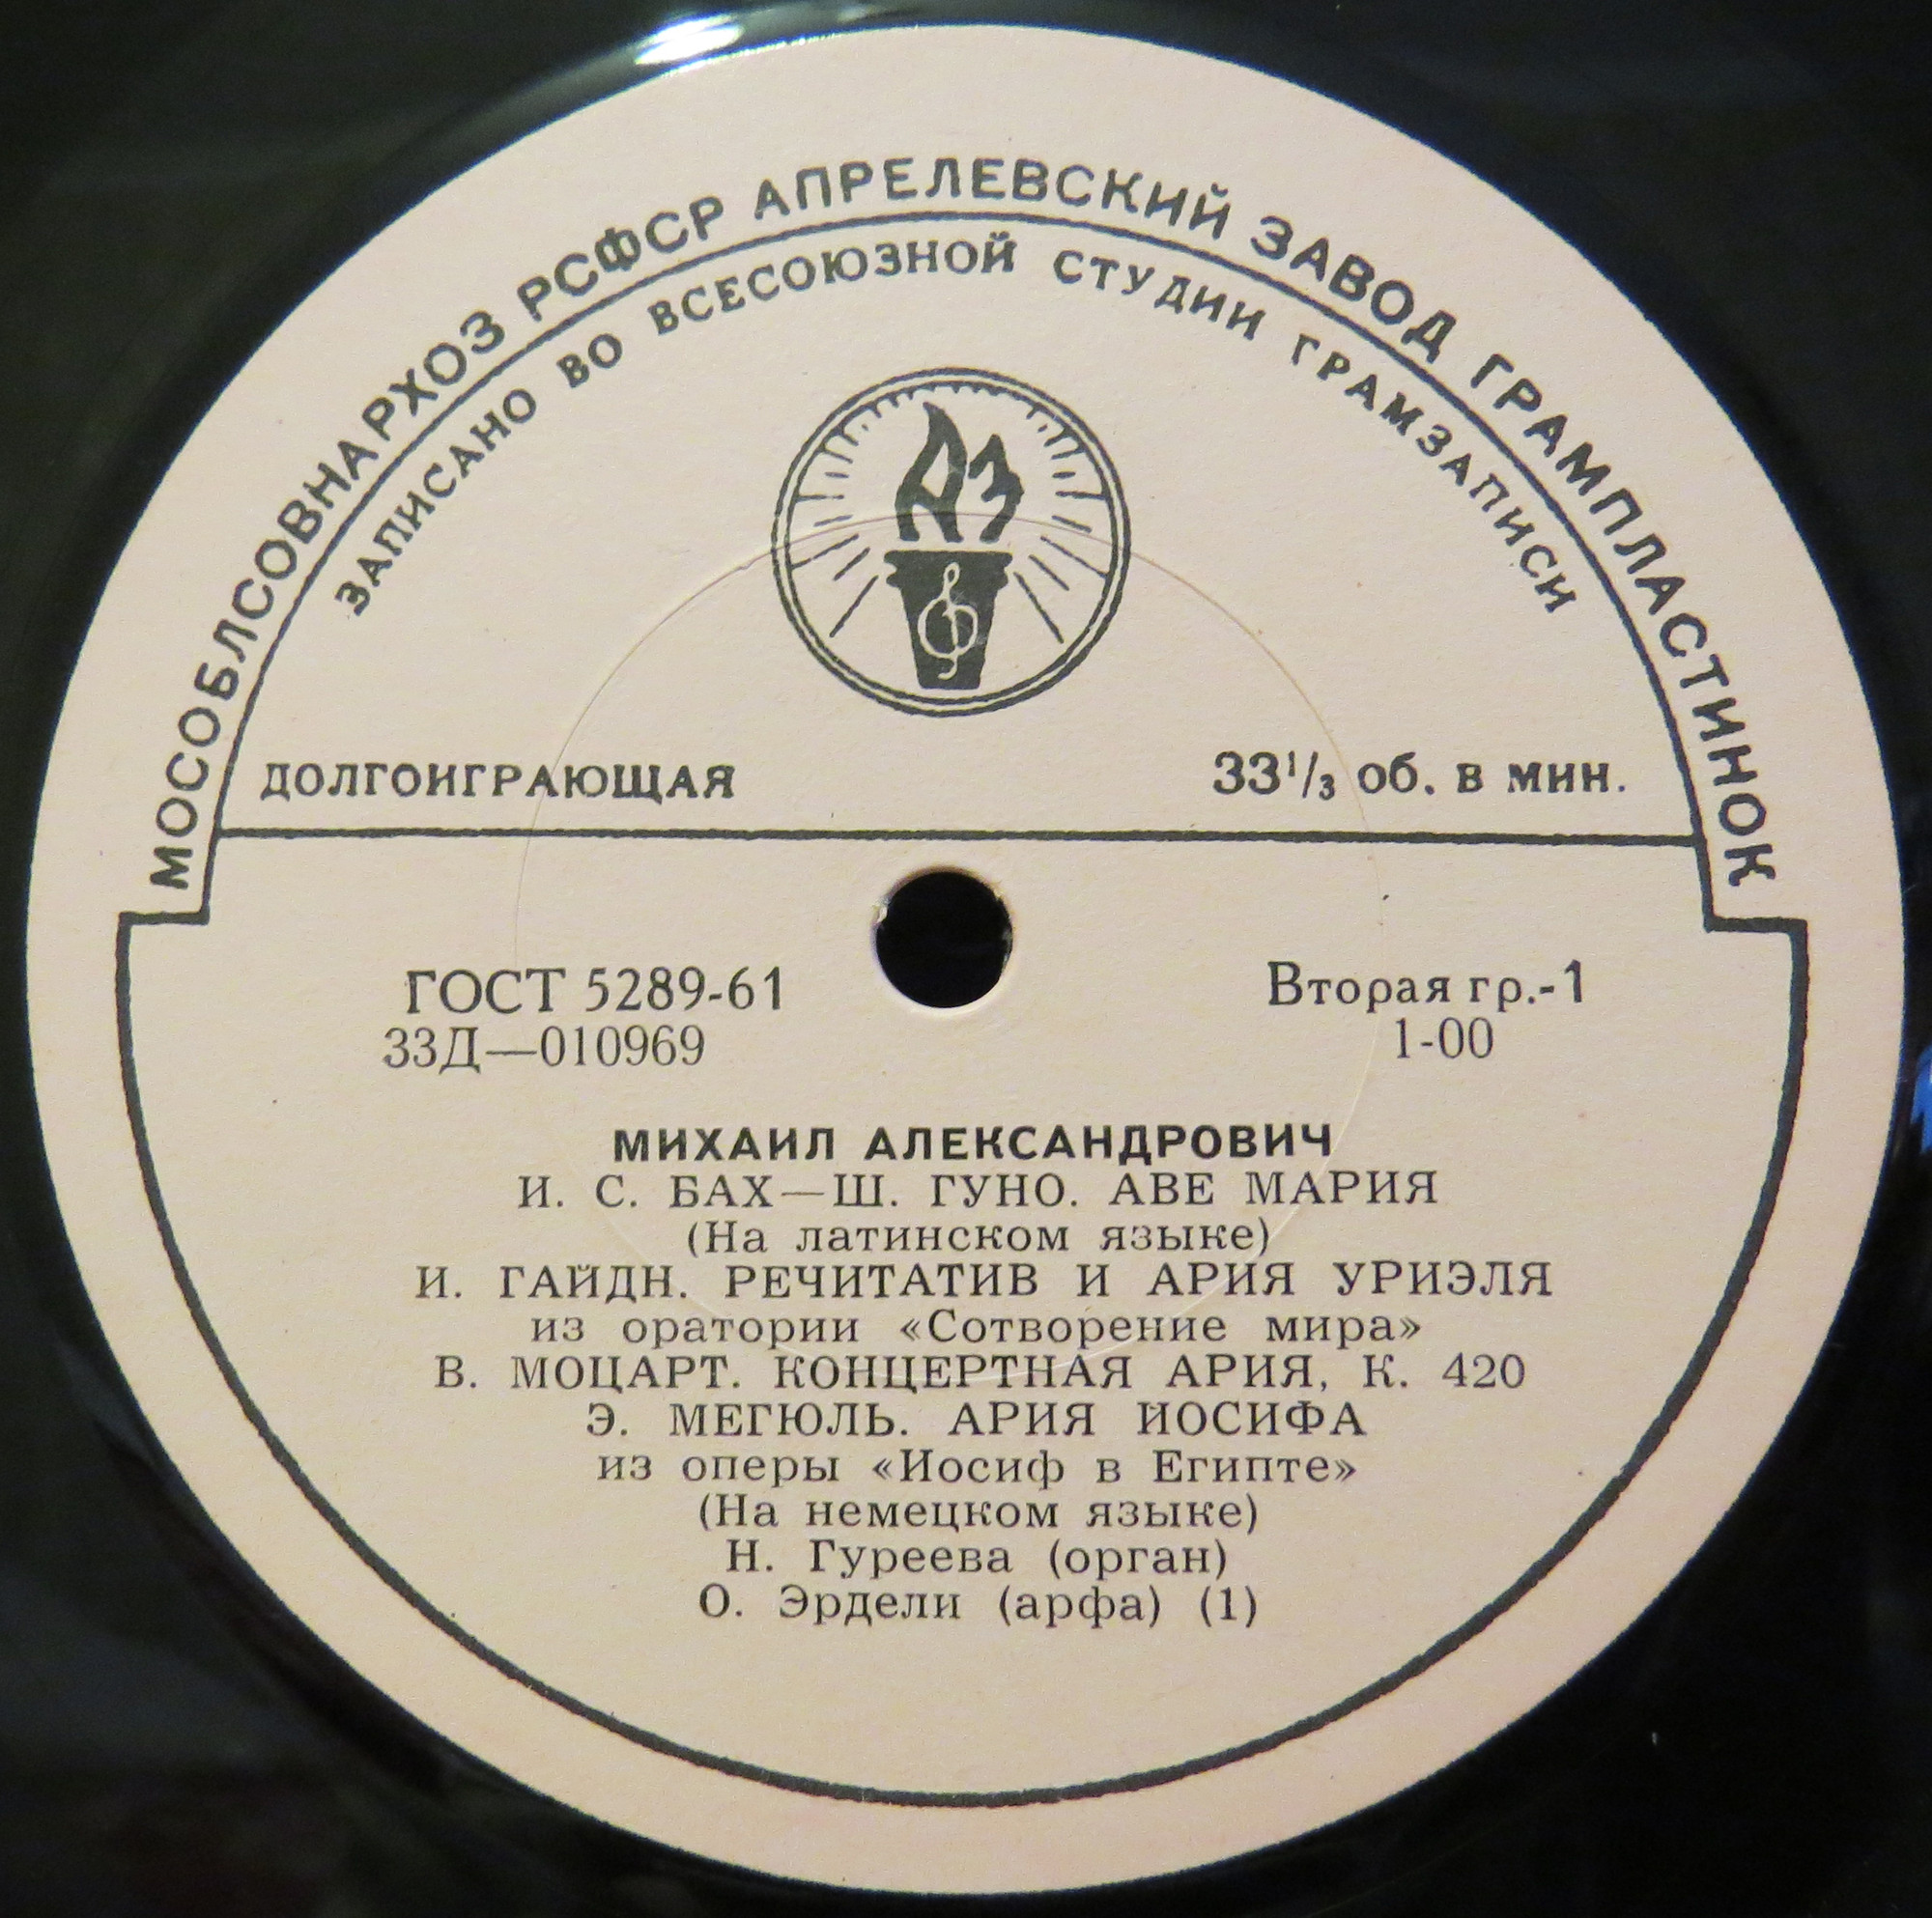 МОСОБЛСОВНАРХОЗ РСФСР АПРЕЛЕВСКИЙ ЗАВОД ГРАМПЛАСТИНОК
ЗАПИСАНО ВО ВСЕСОЮЗНОЙ СТУДИИ ГРАМЗАПИСИ
АЗ
ДОЛГОИГРАЮЩАЯ 33⅓ об. в мин.
ГОСТ 5289-61 Вторая гр.-1
33Д—010969 1-00
МИХАИЛ АЛЕКСАНДРОВИЧ
И. С. БАХ—Ш. ГУНО. АВЕ МАРИЯ
(На латинском языке)
И. ГАЙДН. РЕЧИТАТИВ И АРИЯ УРИЭЛЯ
из оратории «Сотворение мира»
В. МОЦАРТ. КОНЦЕРТНАЯ АРИЯ, К. 420
Э. МЕГЮЛЬ. АРИЯ ИОСИФА
из оперы «Иосиф в Египте»
(На немецком языке)
Н. Гуреева (орган)
О. Эрдели (арфа) (1)